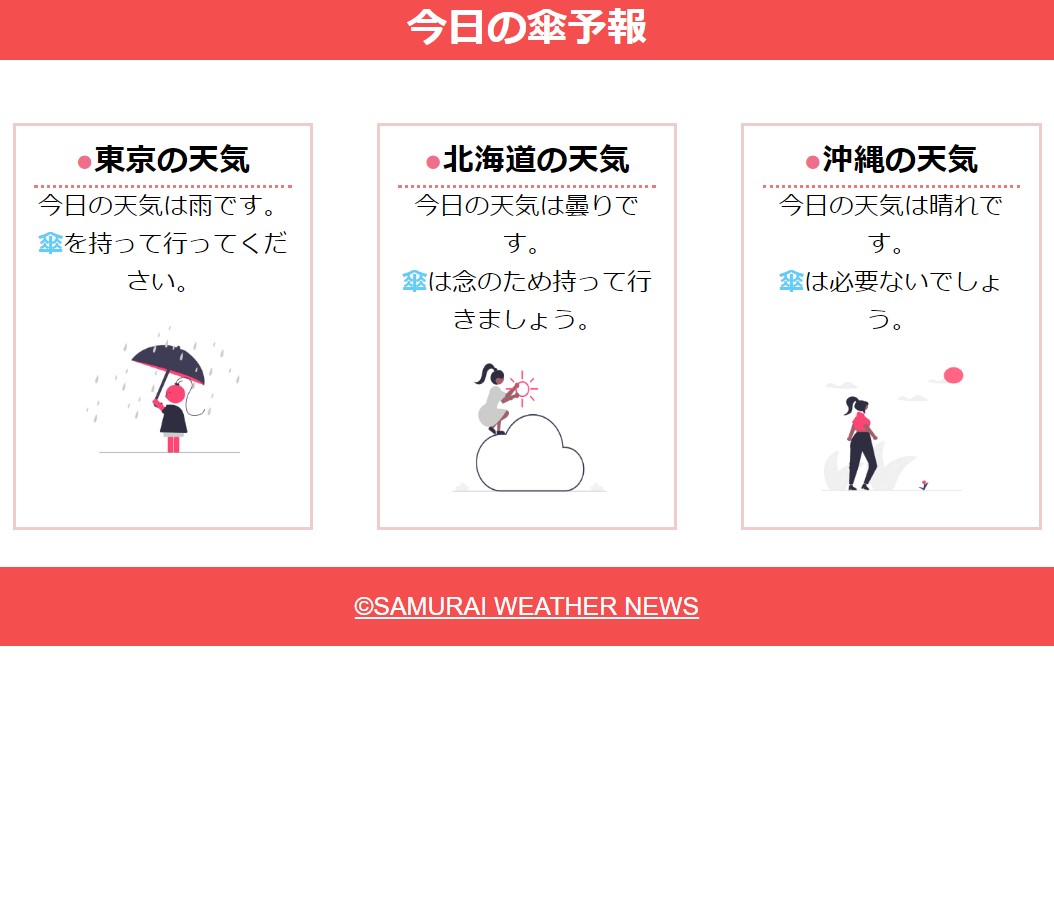 今日の傘予報
●東京の天気
今日の天気は雨です。
傘を持って行ってくだ
さい。
●北海道の天気
今日の天気は曇りで
す。
傘は念のため持って行
きましょう。
●沖縄の天気
今日の天気は晴れで
す。
傘は必要ないでしょ
う。
©SAMURAI WEATHER NEWS